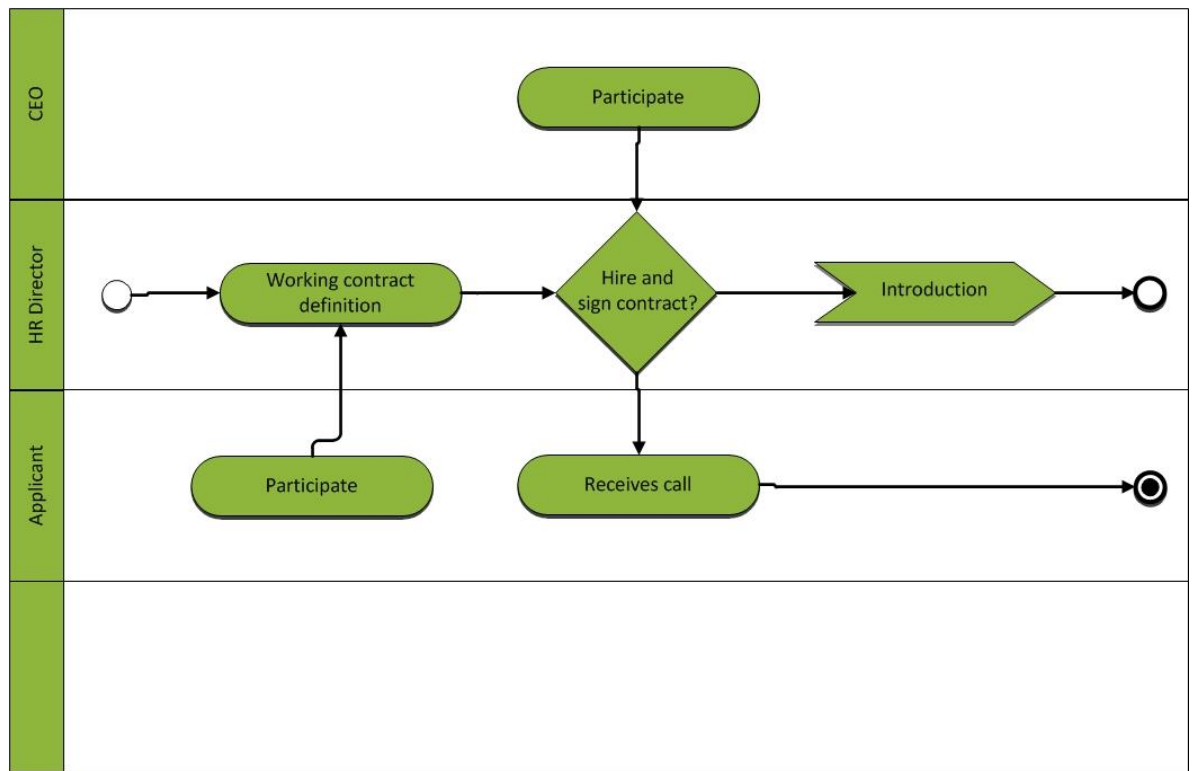 CEO
Participate
HR Director
Working contract
definition
Hire and
sign contract?
Introduction
Applicant
Participate
Receives call